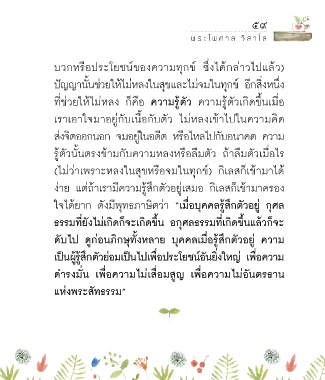 ๕๙
พระไพศาล วิสาโล
บวกหรือประโยชน์ของความทุกข์ ซึ่งได้กล่าวไปแล้ว)
ปัญญานั้นช่วยให้ไม่หลงในสุขและไม่จมในทุกข์ อีกสิ่งหนึ่ง
ที่ช่วยให้ไม่หลง ก็คือ ความรู้ตัว ความรู้ตัวเกิดขึ้นเมื่อ
เราเอาใจมาอยู่กับเนื้อกับตัว ไม่หลงเข้าไปในความคิด
ส่งจิตออกนอก จมอยู่ในอดีต หรือไหลไปกับอนาคต ความ
รู้ตัวนั้นตรงข้ามกับความหลงหรือลืมตัว ถ้าลืมตัวเมื่อไร
(ไม่ว่าเพราะหลงในสุขหรือจมในทุกข์) กิเลสก็เข้ามาได้
ง่าย แต่ถ้าเรามีความรู้สึกตัวอยู่เสมอ กิเลสก็เข้ามาครอง
ใจได้ยาก ดังมีพุทธภาษิตว่า "เมื่อบุคคลรู้สึกตัวอยู่ กุศล
ธรรมที่ยังไม่เกิดก็จะเกิดขึ้น อกุศลธรรมที่เกิดขึ้นแล้วก็จะ
ดับไป ดูก่อนภิกษุทั้งหลาย บุคคลเมื่อรู้สึกตัวอยู่ ความ
เป็นผู้รู้สึกตัวย่อมเป็นไปเพื่อประโยชน์อันยิ่งใหญ่ เพื่อความ
ดำรงมั่น เพื่อความไม่เสื่อมสูญ เพื่อความไม่อันตรธาน
แห่งพระสัทธรรม"